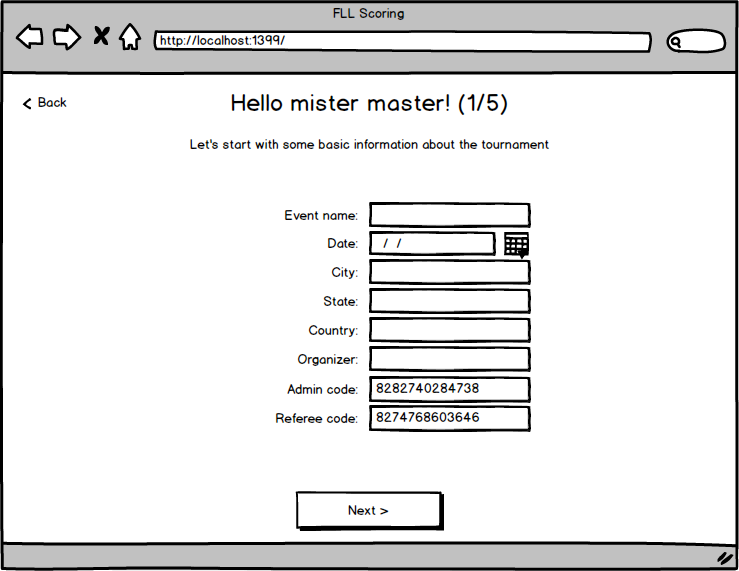 FLL Scoring
http://localhost:1399/
< Back
Hello mister master! (1/5)
Let's start with some basic information about the tournament
Event name:
Date: / /
City:
State:
Country:
Organizer:
Admin code: 8282740284738
Referee code: 8274768603646
Next >